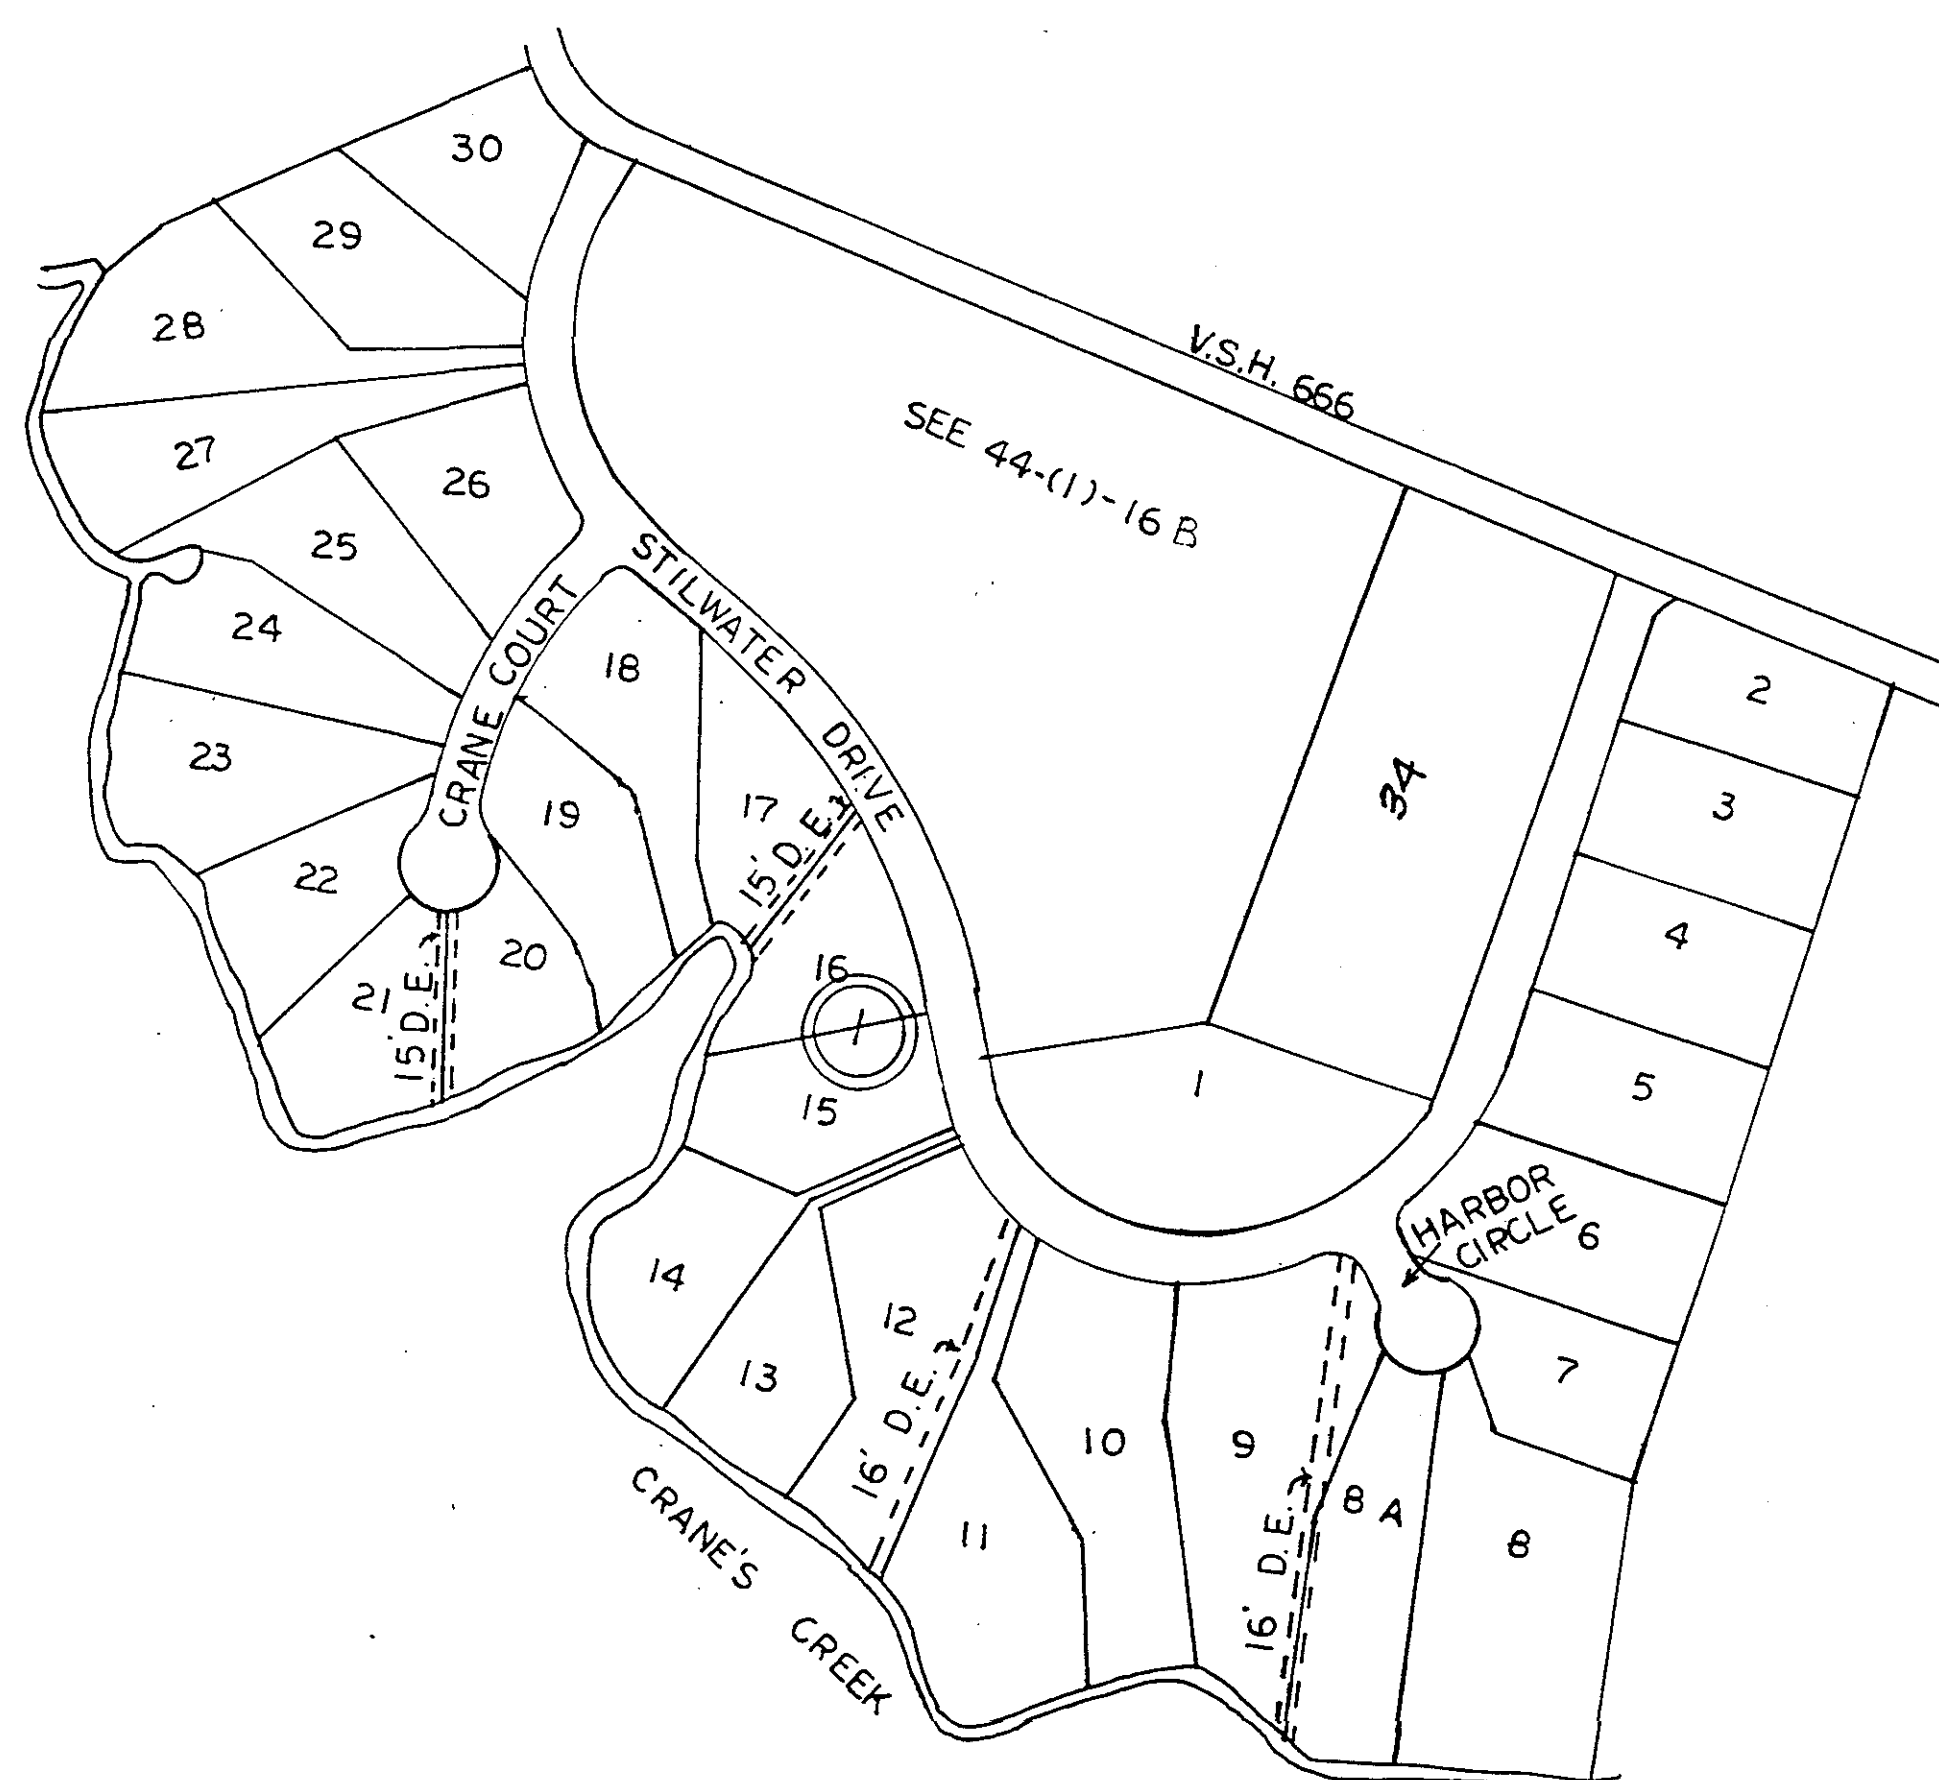 30
29
28
V.S.H. 666
SEE 44-(1)-16 B
27
26
25
STILWATER DRIVE
CRANE COURT
24
18
2
23
34
3
17
15' D.E.
19
22
4
20
16
21
15' D.E.
1
15
1
5
HARBOR
CIRCLE
6
14
12
13
16' D.E.
7
10
9
8 A
11
8
16' D.E.
CRANE'S CREEK